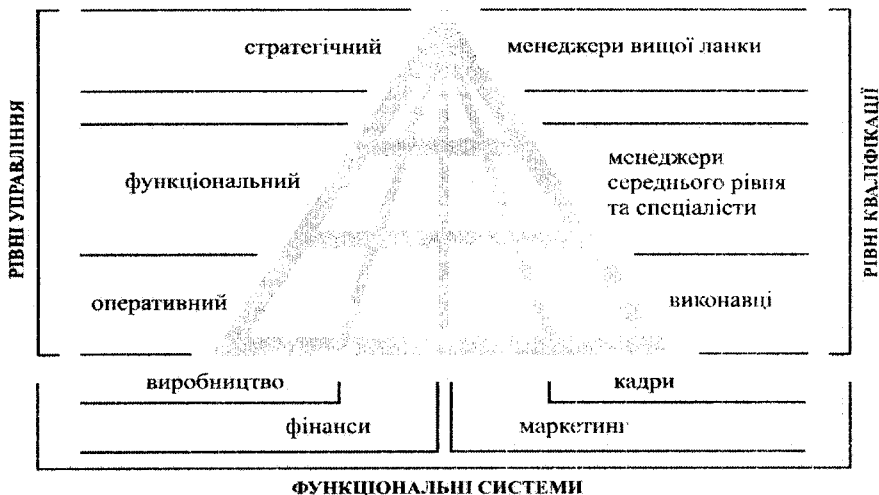 стратегічний
менеджери вищої ланки
РІВНІ УПРАВЛІННЯ
РІВНІ КВАЛІФІКАЦІЇ
функціональний
менеджери
середнього рівня
та спеціалісти
оперативний
виконавці
виробництво
кадри
фінанси
маркетинг
ФУНКЦІОНАЛЬНІ СИСТЕМИ